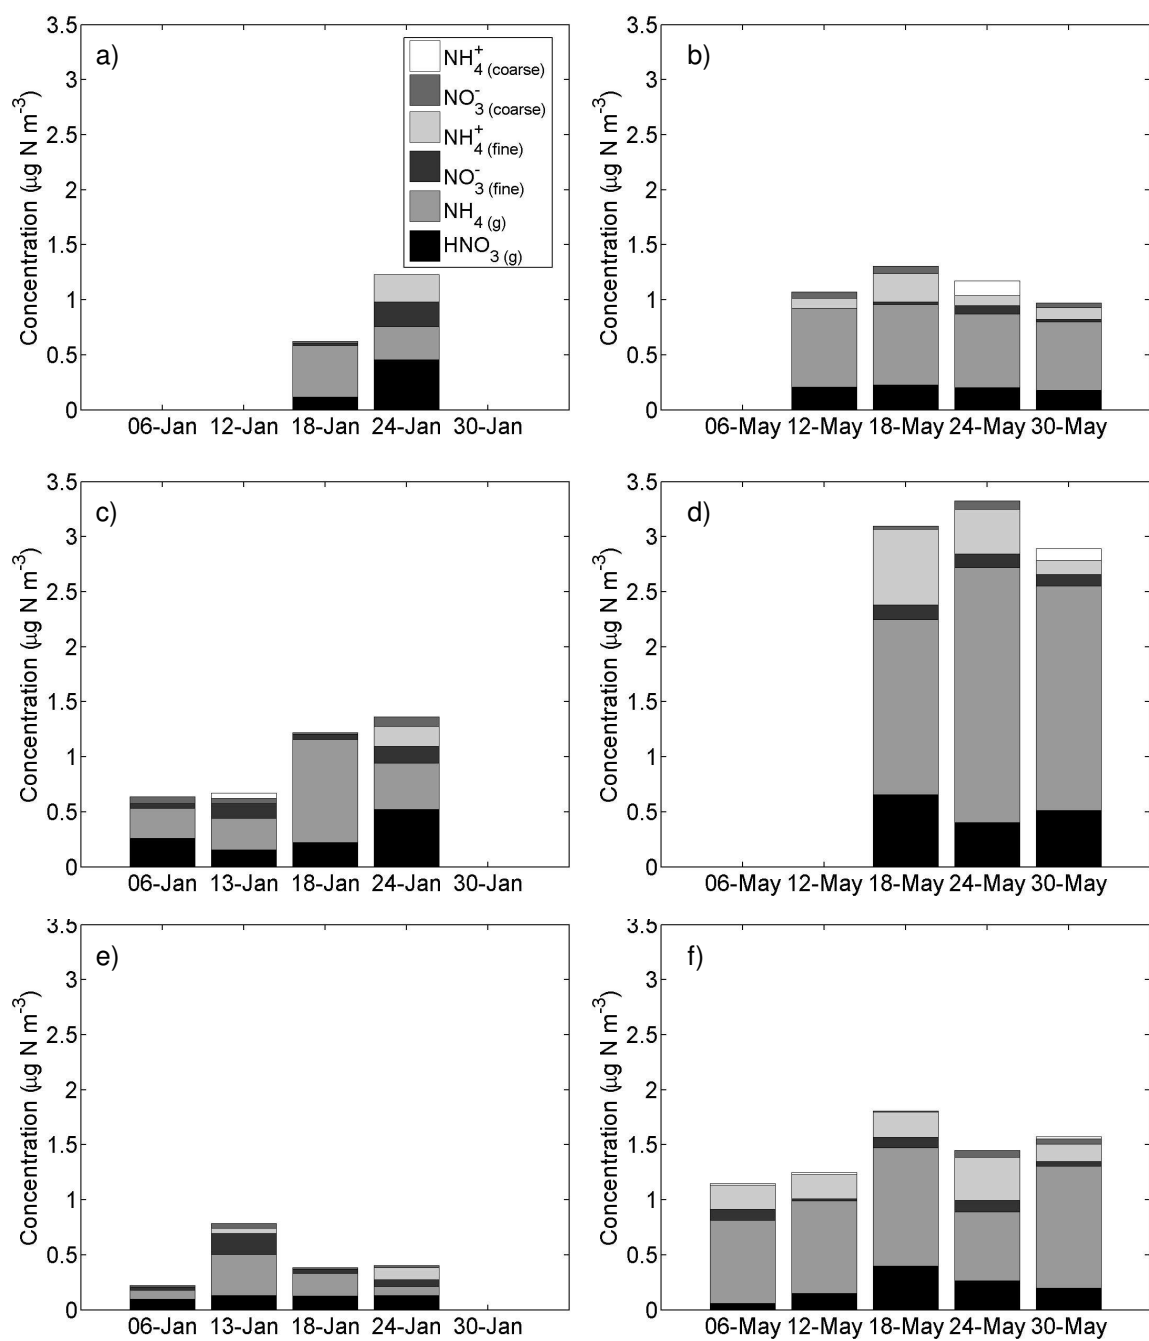 a)
3.5
3
2.5
2
1.5
1
0.5
0
Concentration (μg N m⁻³)
NH₄⁺ (coarse)
NO₃⁻ (coarse)
NH₄⁺ (fine)
NO₃⁻ (fine)
NH₄ (g)
HNO₃ (g)
06-Jan 12-Jan 18-Jan 24-Jan 30-Jan
b)
3.5
3
2.5
2
1.5
1
0.5
0
Concentration (μg N m⁻³)
06-May 12-May 18-May 24-May 30-May
c)
3.5
3
2.5
2
1.5
1
0.5
0
Concentration (μg N m⁻³)
06-Jan 13-Jan 18-Jan 24-Jan 30-Jan
d)
3.5
3
2.5
2
1.5
1
0.5
0
Concentration (μg N m⁻³)
06-May 12-May 18-May 24-May 30-May
e)
3.5
3
2.5
2
1.5
1
0.5
0
Concentration (μg N m⁻³)
06-Jan 13-Jan 18-Jan 24-Jan 30-Jan
f)
3.5
3
2.5
2
1.5
1
0.5
0
Concentration (μg N m⁻³)
06-May 12-May 18-May 24-May 30-May